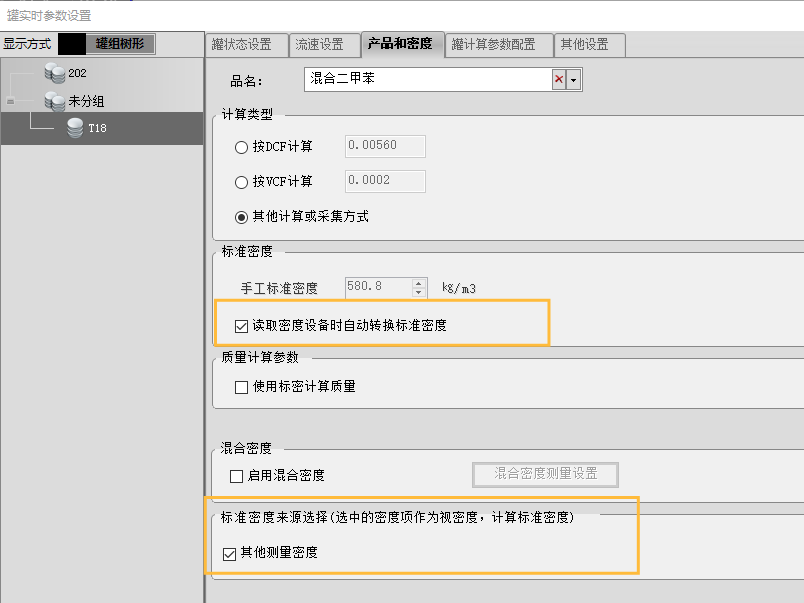 罐实时参数设置
显示方式 罐组树形
202
未分组
T18
罐状态设置 流速设置 产品和密度 罐计算参数配置 其他设置
品名： 混合二甲苯
计算类型
按DCF计算 0.00560
按VCF计算 0.0002
其他计算或采集方式
标准密度
手工标准密度 580.8 kg/m3
读取密度设备时自动转换标准密度
质量计算参数
使用标密计算质量
混合密度
启用混合密度 混合密度测量设置
标准密度来源选择(选中的密度项作为视密度，计算标准密度)
其他测量密度